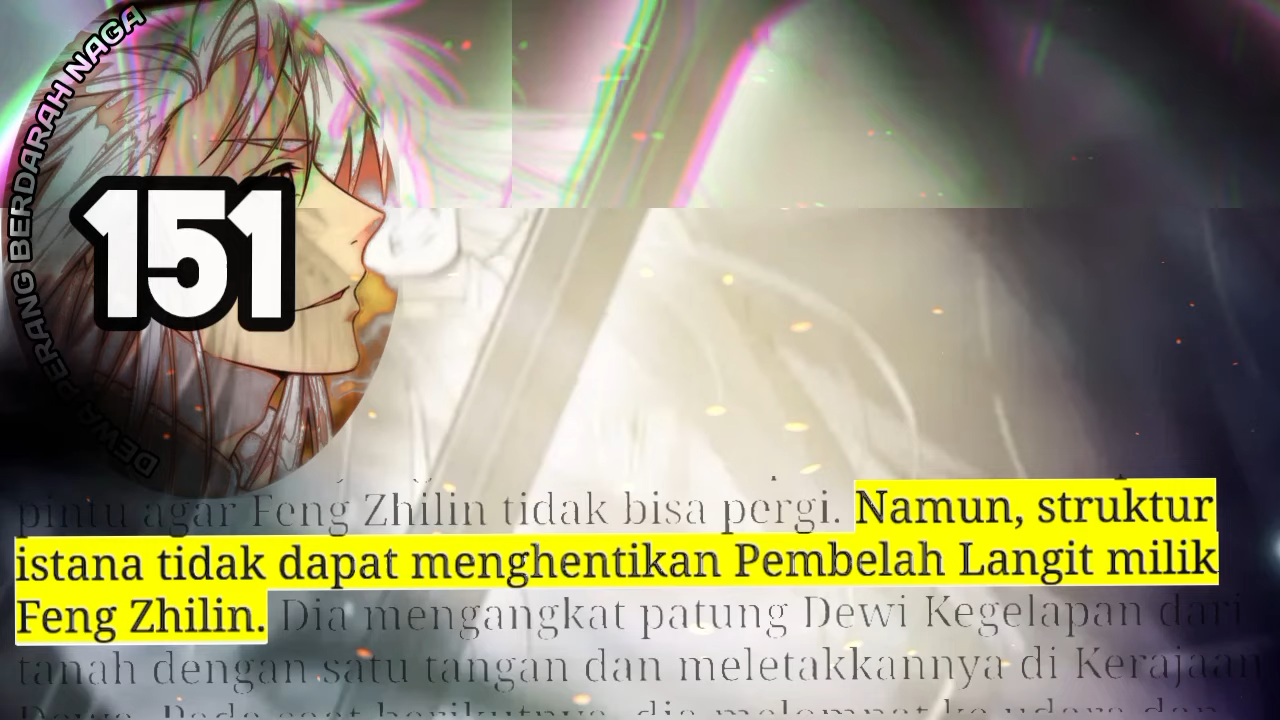 DEWA PERANG BERDARAH NAGA
151
pintu agar Feng Zhilin tidak bisa pergi. Namun, struktur
istana tidak dapat menghentikan Pembelah Langit milik
Feng Zhilin. Dia mengangkat patung Dewi Kegelapan dari
tanah dengan satu tangan dan meletakkannya di Kerajaan